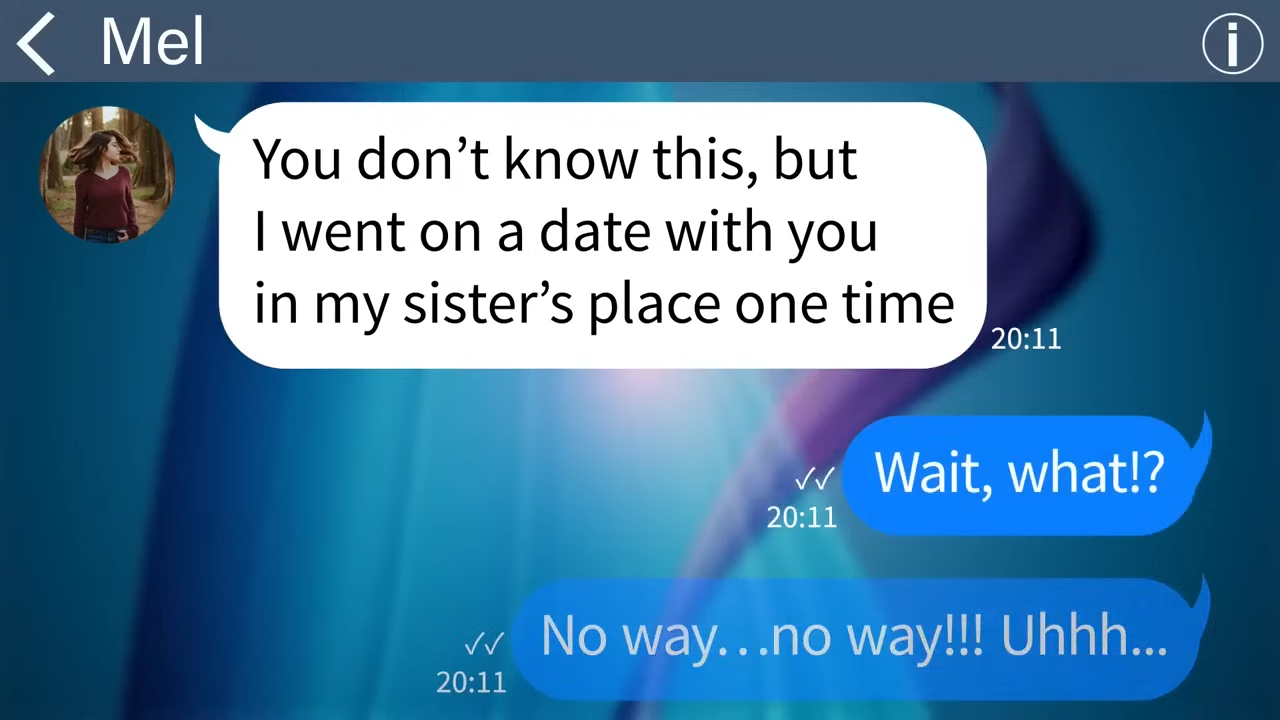 Mel
i
You don’t know this, but
I went on a date with you
in my sister’s place one time
20:11
Wait, what!?
20:11
No way...no way!!! Uhhh...
20:11